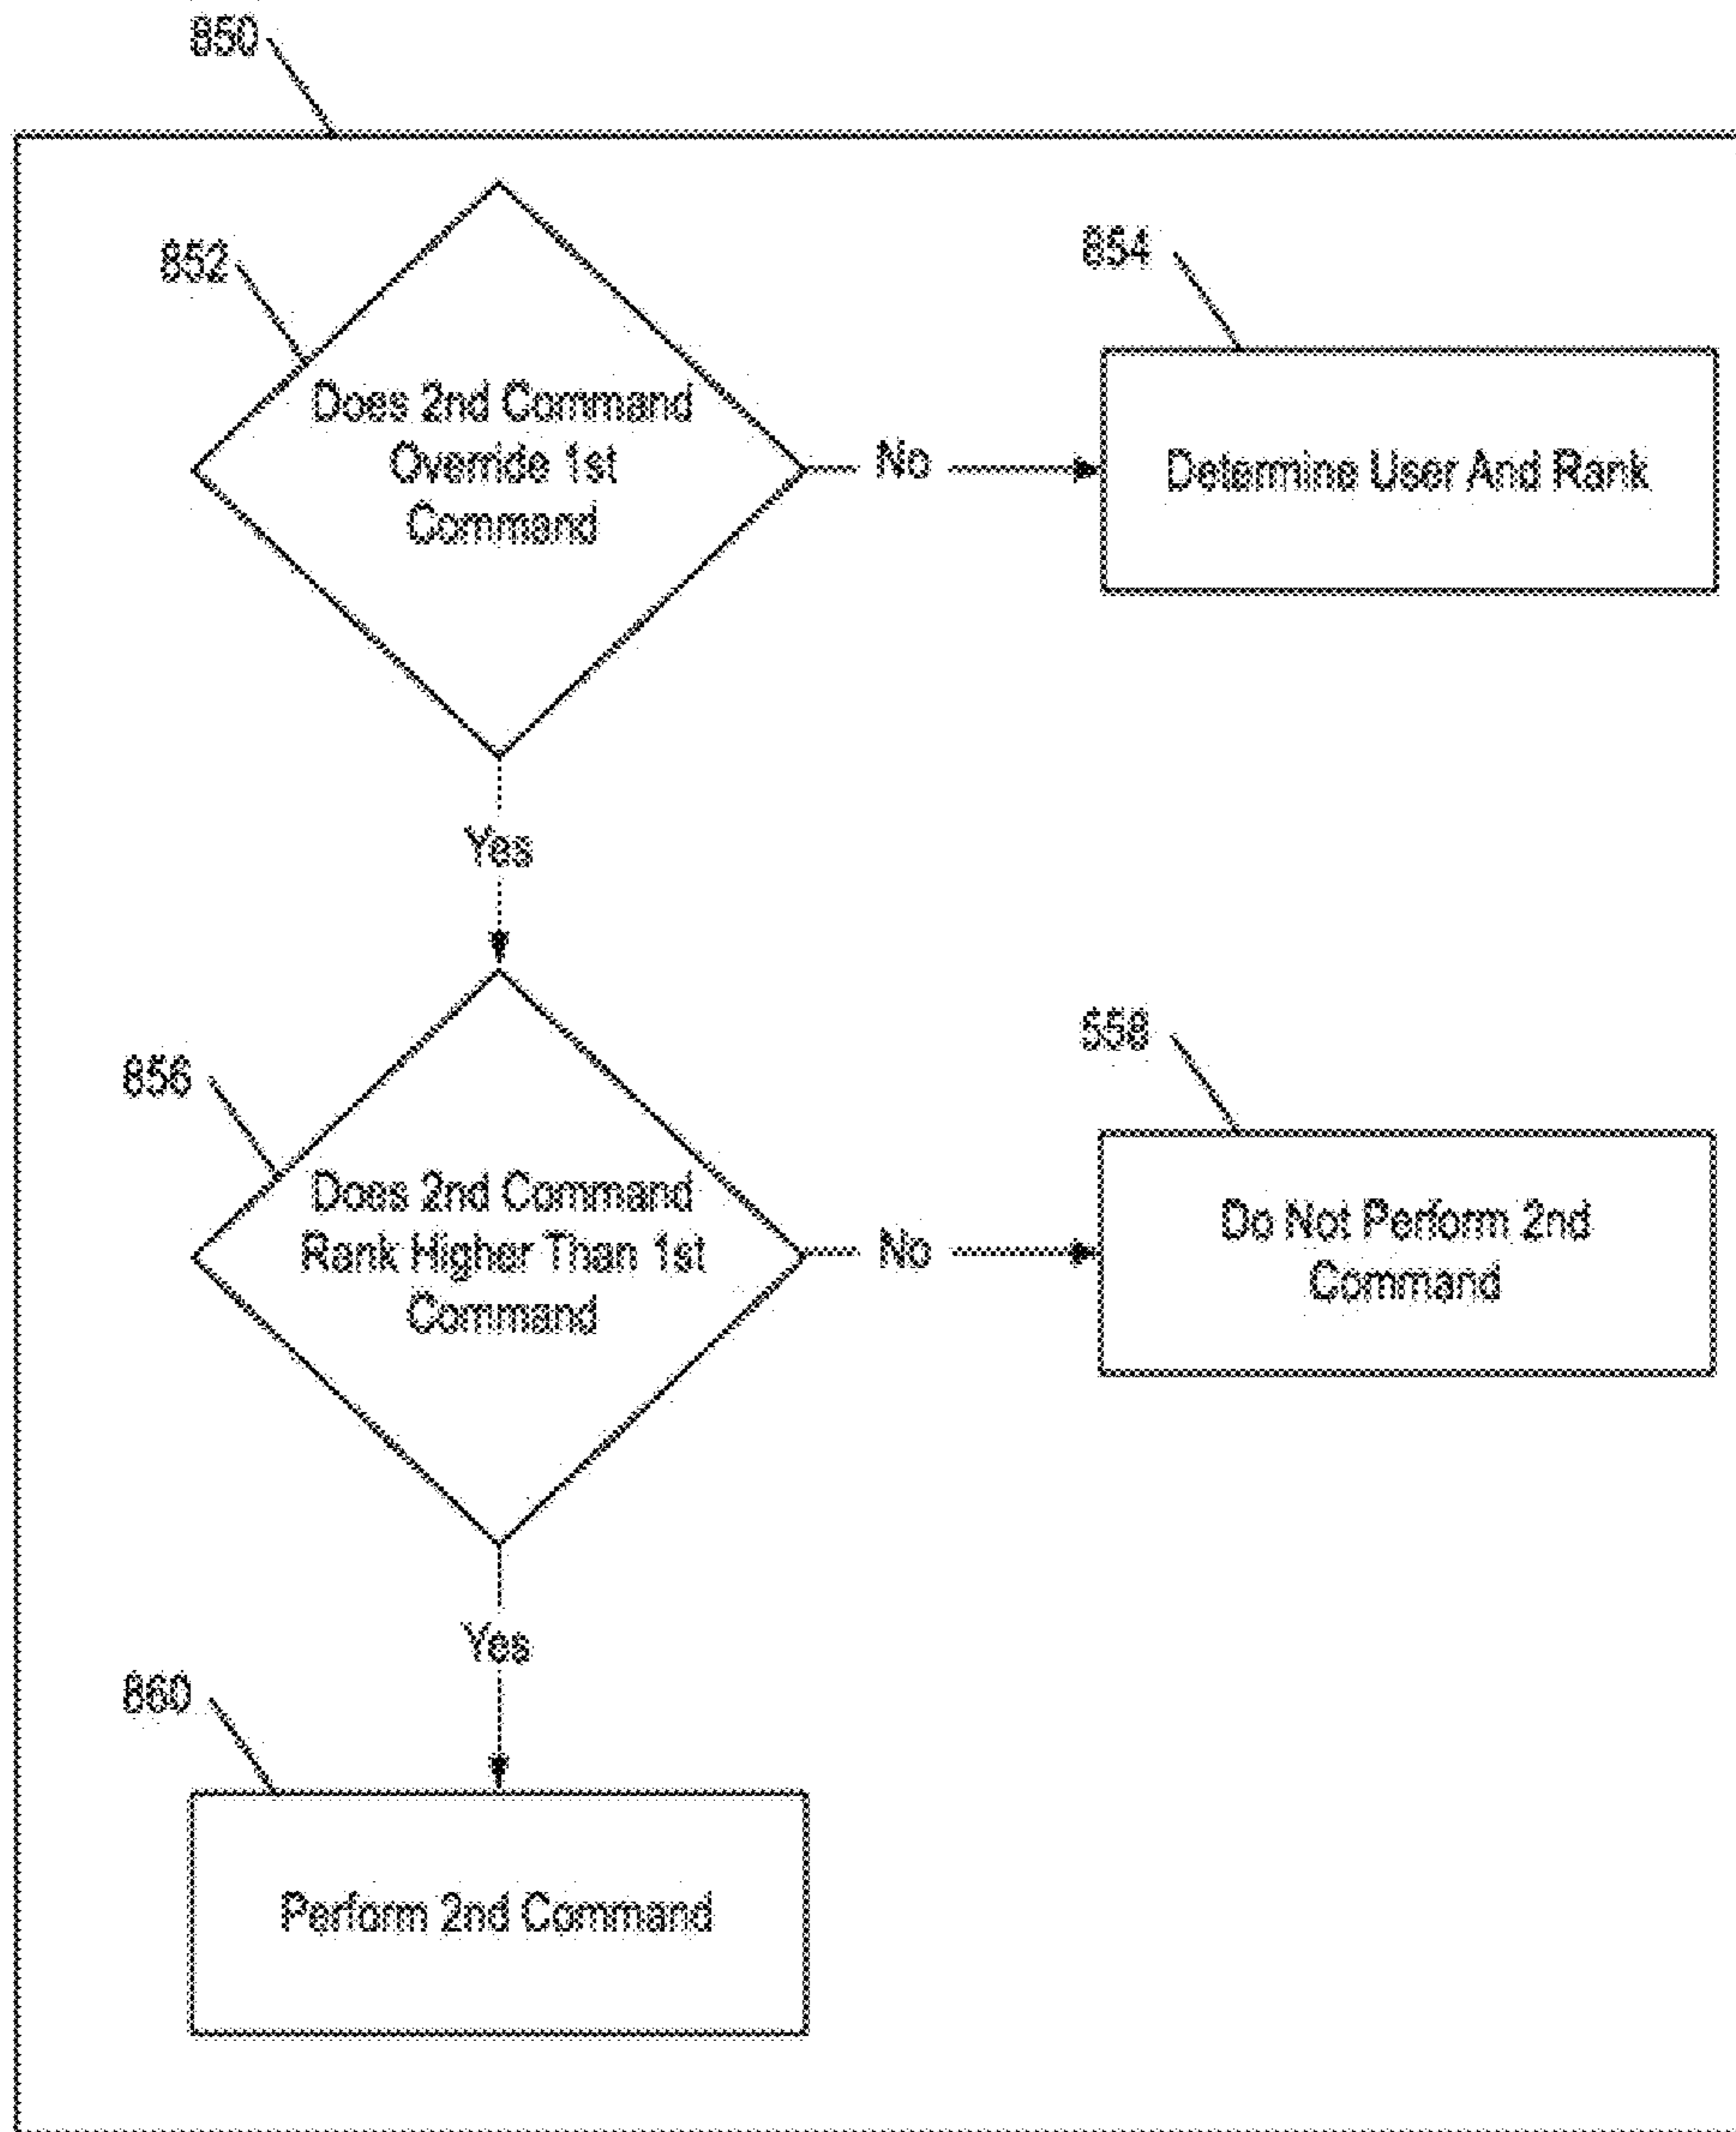 850
852
Does 2nd Command
Override 1st
Command
No
854
Determine User And Rank
Yes
856
Does 2nd Command
Rank Higher Than 1st
Command
No
558
Do Not Perform 2nd
Command
Yes
860
Perform 2nd Command